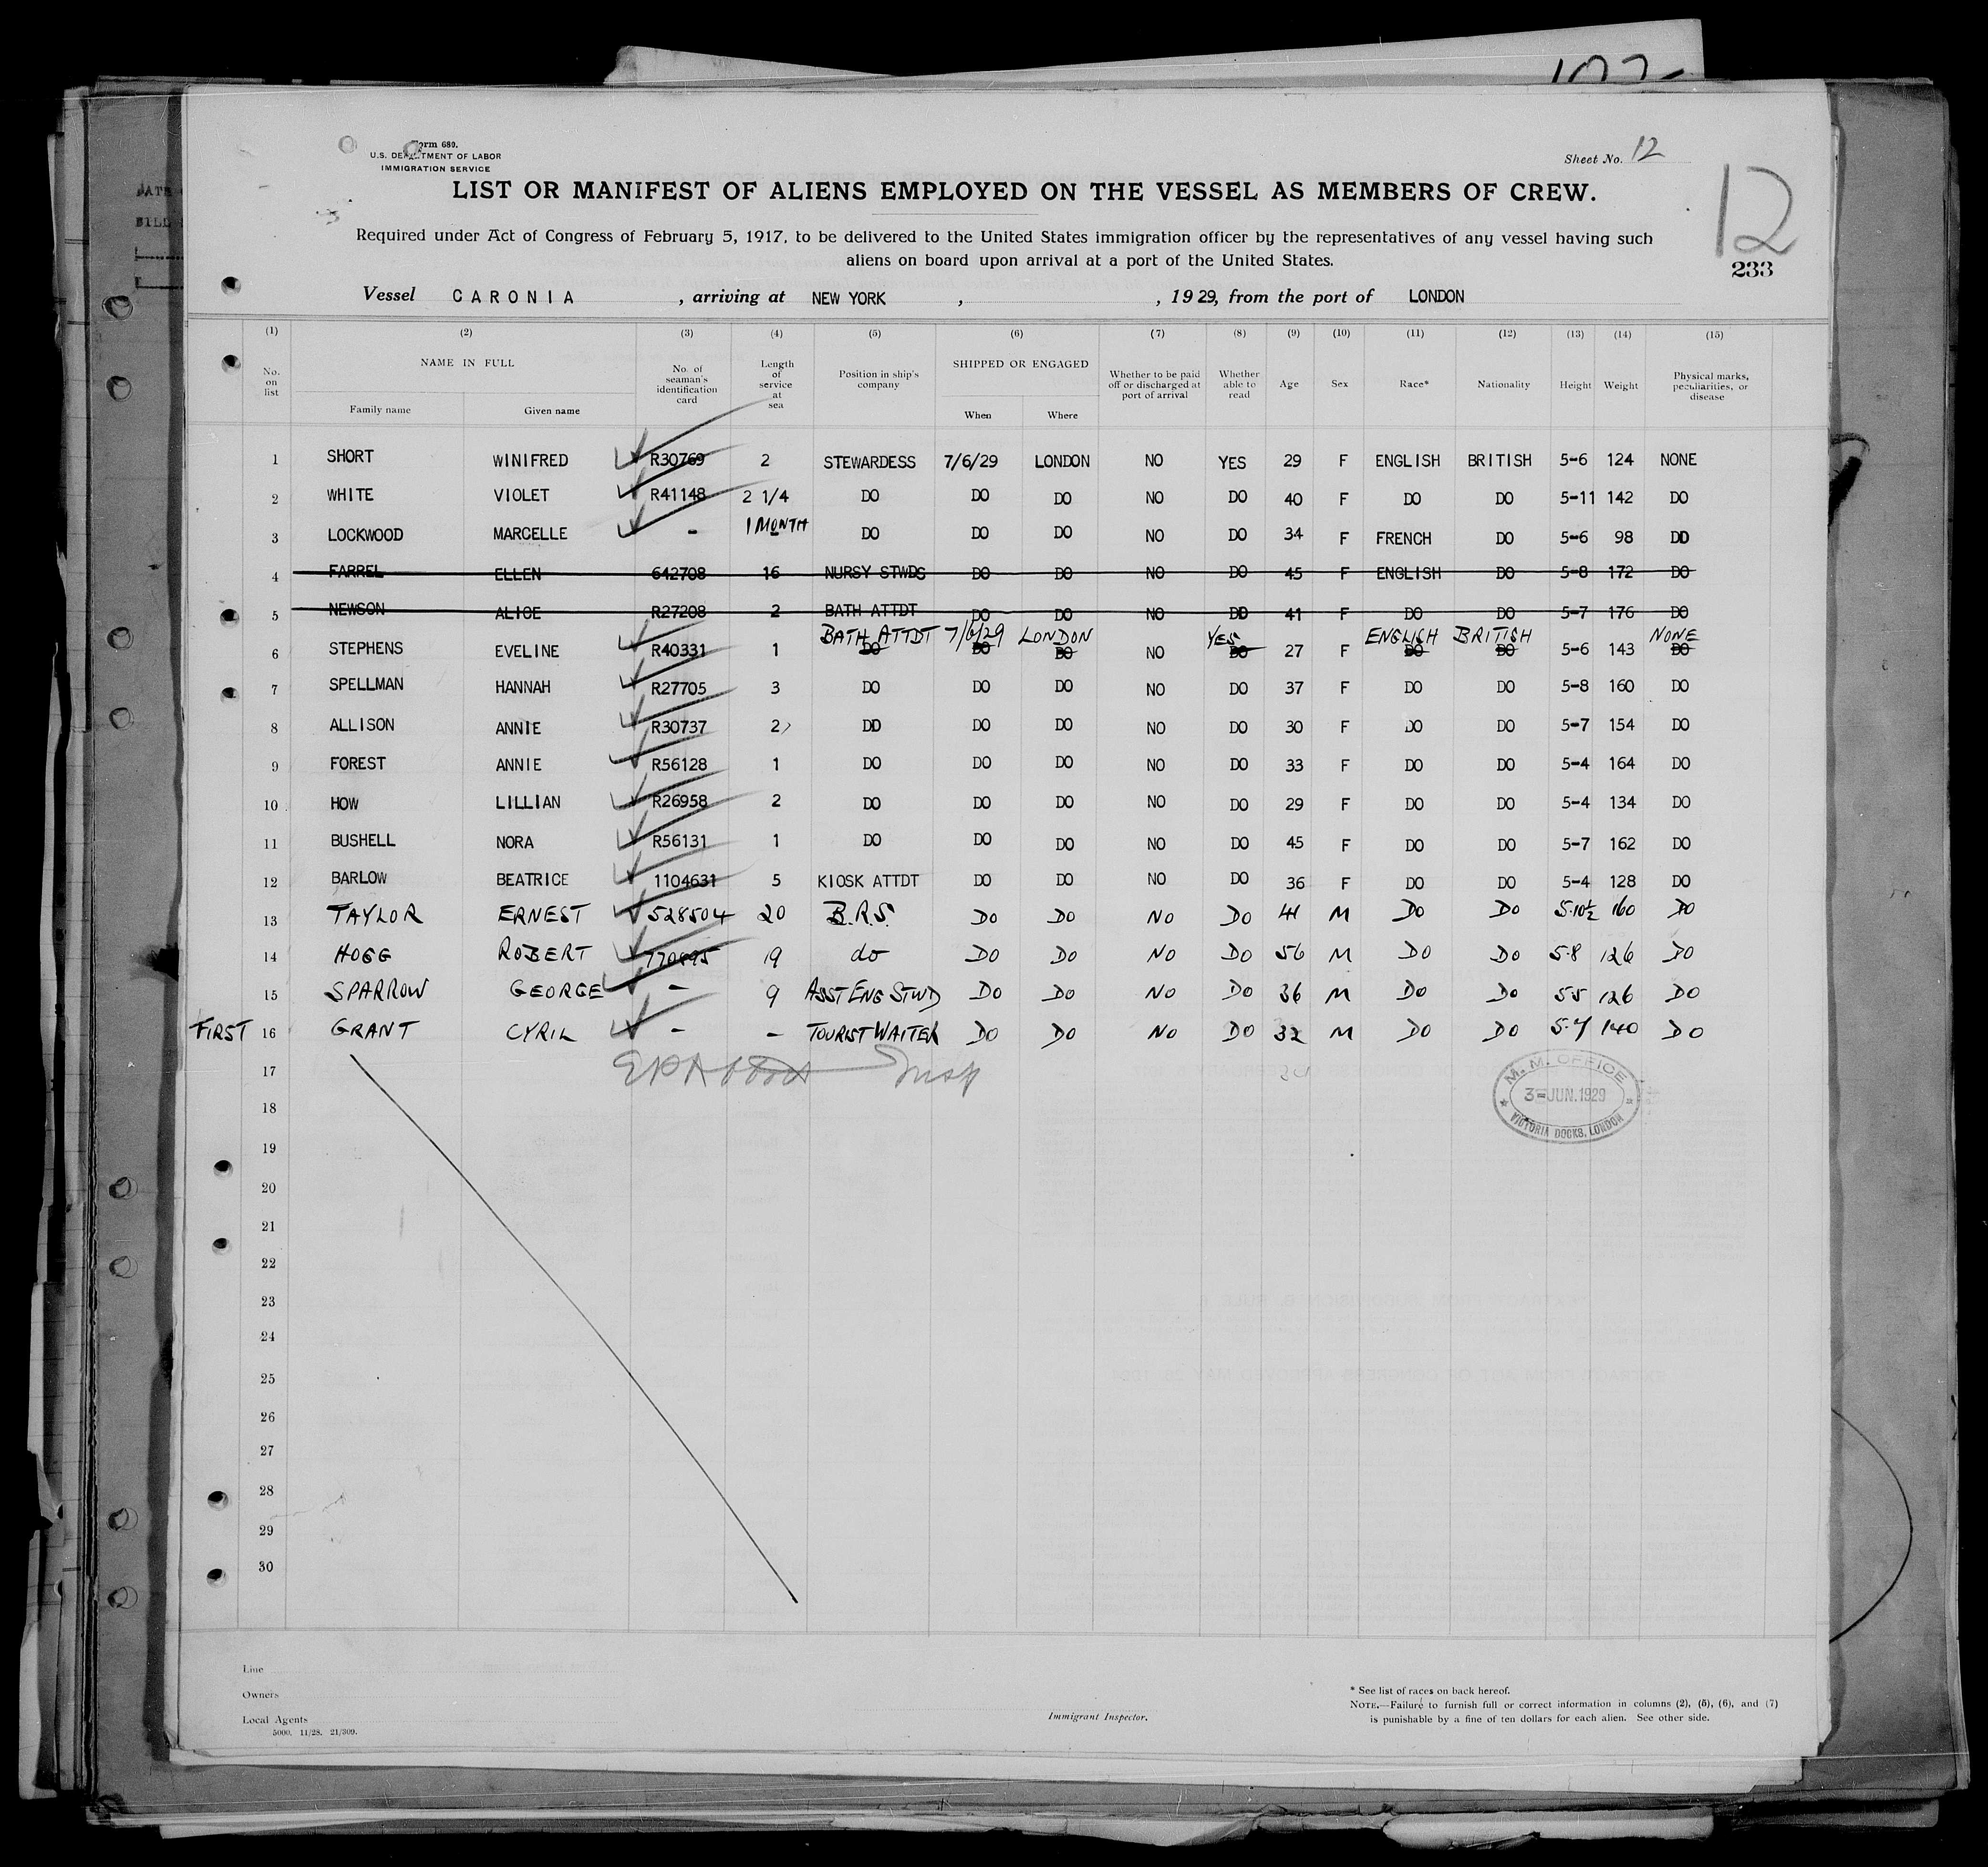 Form 680.
U.S. DEPARTMENT OF LABOR
IMMIGRATION SERVICE
Sheet No. 12
12
LIST OR MANIFEST OF ALIENS EMPLOYED ON THE VESSEL AS MEMBERS OF CREW.
Required under Act of Congress of February 5, 1917, to be delivered to the United States immigration officer by the representatives of any vessel having such
aliens on board upon arrival at a port of the United States.
233
Vessel CARONIA , arriving at NEW YORK , , 1929, from the port of LONDON
(1) (2) (3) (4) (5) (6) (7) (8) (9) (10) (11) (12) (13) (14) (15)
No. on list NAME IN FULL Family name Given name No. of seaman's identification card Length of service at sea Position in ship's company SHIPPED OR ENGAGED When Where Whether to be paid off or discharged at port of arrival Whether able to read Age Sex Race* Nationality Height Weight Physical marks, peculiarities, or disease
1 SHORT WINIFRED R30769 2 STEWARDESS 7/6/29 LONDON NO YES 29 F ENGLISH BRITISH 5-6 124 NONE
2 WHITE VIOLET R41148 2 1/4 DO DO DO NO DO 40 F DO DO 5-11 142 DO
3 LOCKWOOD MARCELLE - 1 MONTH DO DO DO NO DO 34 F FRENCH DO 5-6 98 DO
4 FARREL ELLEN 642708 16 NURSY STWDS DO DO NO DO 45 F ENGLISH DO 5-8 172 DO
5 NEWSON ALICE R27208 2 BATH ATTDT DO DO NO DO 41 F DO DO 5-7 176 DO
BATH ATTDT 7/6/29 LONDON YES ENGLISH BRITISH NONE
6 STEPHENS EVELINE R40331 1 DO DO DO NO DO 27 F DO DO 5-6 143 DO
7 SPELLMAN HANNAH R27705 3 DO DO DO NO DO 37 F DO DO 5-8 160 DO
8 ALLISON ANNIE R30737 2 DO DO DO NO DO 30 F DO DO 5-7 154 DO
9 FOREST ANNIE R56128 1 DO DO DO NO DO 33 F DO DO 5-4 164 DO
10 HOW LILLIAN R26958 2 DO DO DO NO DO 29 F DO DO 5-4 134 DO
11 BUSHELL NORA R56131 1 DO DO DO NO DO 45 F DO DO 5-7 162 DO
12 BARLOW BEATRICE 1104631 5 KIOSK ATTDT DO DO NO DO 36 F DO DO 5-4 128 DO
13 TAYLOR ERNEST 528504 20 B.R.S. DO DO NO DO 41 M DO DO 5-10½ 160 DO
14 HOGG ROBERT 19 do DO DO NO DO 56 M DO DO 5-8 126 DO
15 SPARROW GEORGE - 9 ASST ENG STWD DO DO NO DO 36 M DO DO 5 5 126 DO
FIRST 16 GRANT CYRIL - - TOURIST WAITER DO DO NO DO 32 M DO DO 5-7 140 DO
17
M. M. OFFICE
3-JUN.1929
VICTORIA DOCKS, LONDON
18
19
20
21
22
23
24
25
26
27
28
29
30
Line
Owners
Local Agents
5000. 11/28. 21/309.
Immigrant Inspector.
* See list of races on back hereof.
NOTE.—Failure to furnish full or correct information in columns (2), (5), (6), and (7)
is punishable by a fine of ten dollars for each alien. See other side.